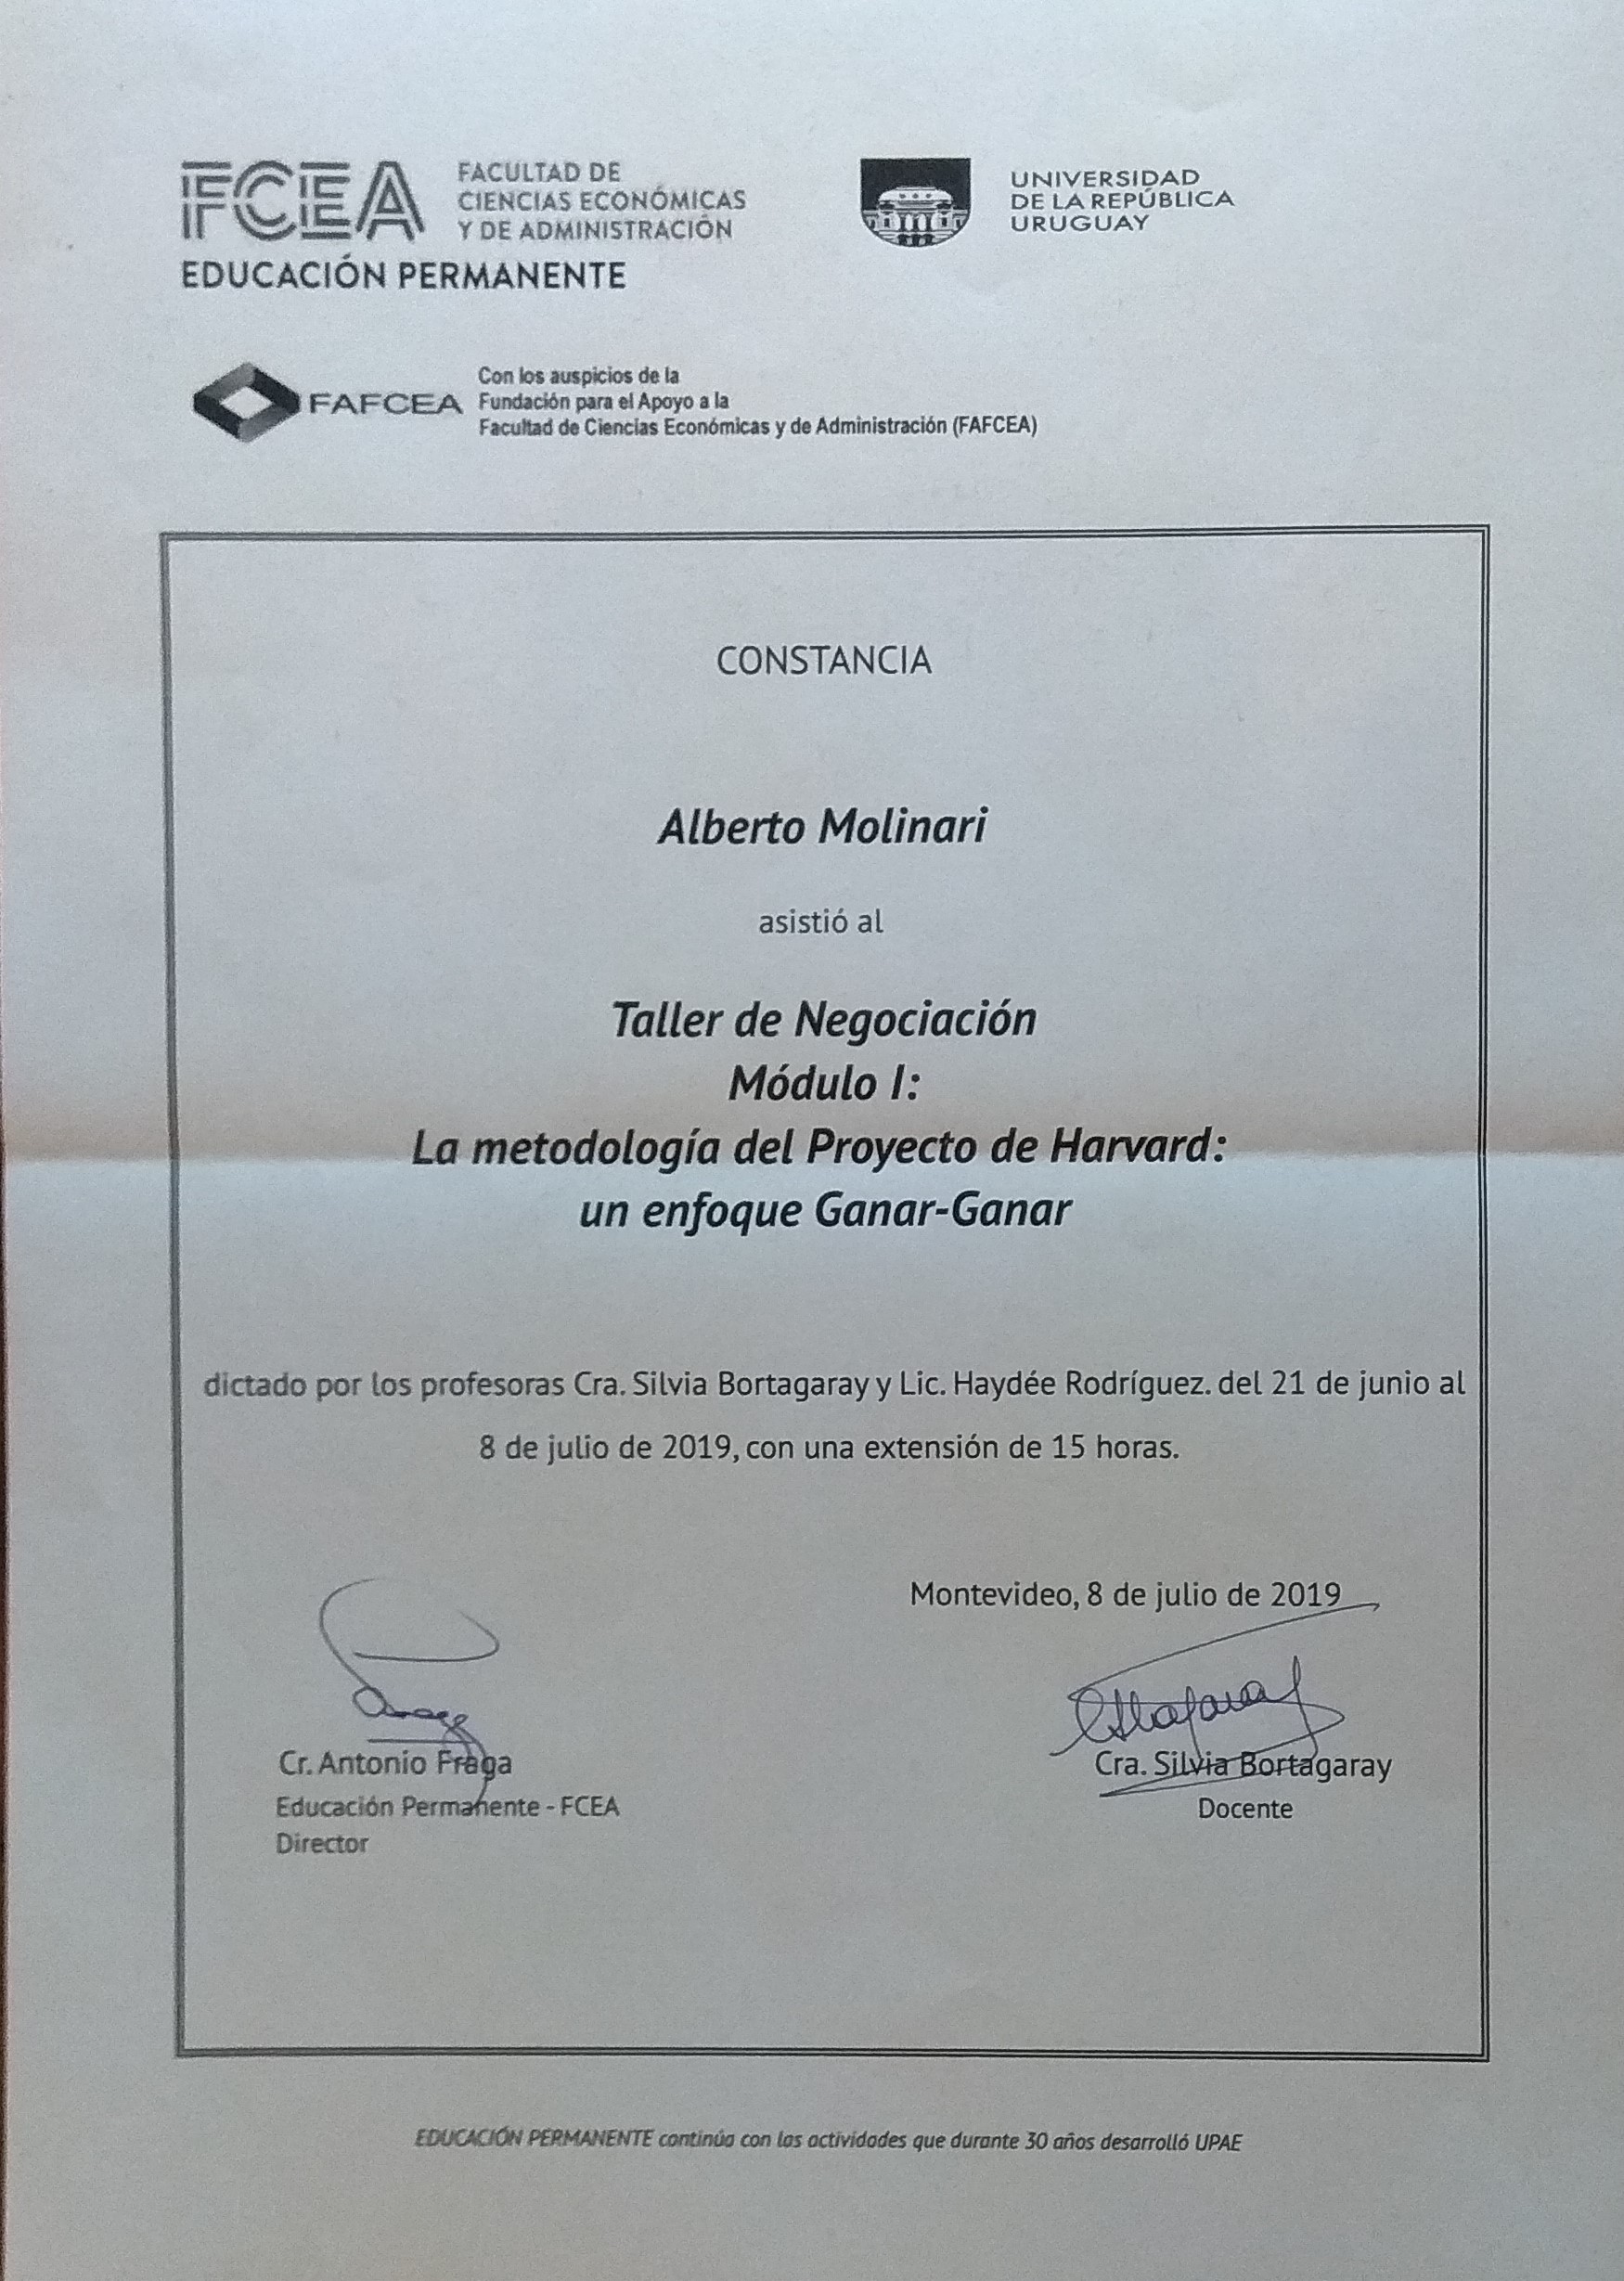 FCEA
FACULTAD DE
CIENCIAS ECONÓMICAS
Y DE ADMINISTRACIÓN
EDUCACIÓN PERMANENTE
UNIVERSIDAD
DE LA REPÚBLICA
URUGUAY
FAFCEA
Con los auspicios de la
Fundación para el Apoyo a la
Facultad de Ciencias Económicas y de Administración (FAFCEA)
CONSTANCIA
Alberto Molinari
asistió al
Taller de Negociación
Módulo I:
La metodología del Proyecto de Harvard:
un enfoque Ganar-Ganar
dictado por los profesoras Cra. Silvia Bortagaray y Lic. Haydée Rodríguez. del 21 de junio al
8 de julio de 2019, con una extensión de 15 horas.
Montevideo, 8 de julio de 2019
Cr. Antonio Fraga
Educación Permanente - FCEA
Director
Cra. Silvia Bortagaray
Docente
EDUCACIÓN PERMANENTE continúa con las actividades que durante 30 años desarrolló UPAE